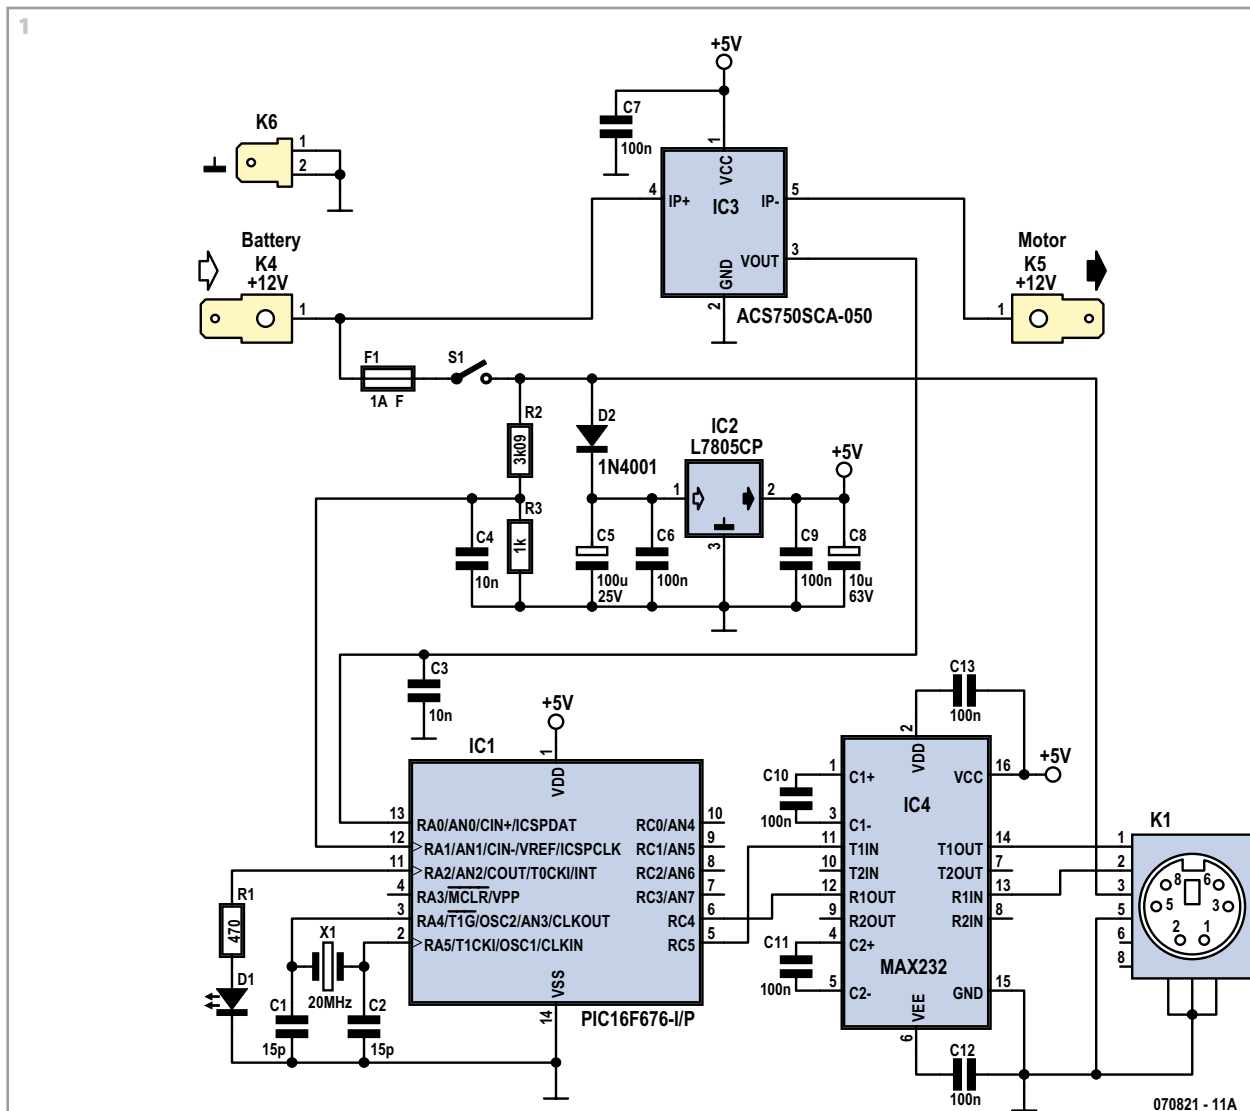 1
+5V
C7
100n
1
VCC
IC3
4
IP+
IP-
5
VOUT
3
GND
2
ACS750SCA-050
K6
1
2
Battery
K4
+12V
1
Motor
K5
+12V
1
F1
1A F
S1
R2
3k09
D2
1N4001
IC2
L7805CP
+5V
1
2
3
R3
1k
C4
10n
C5
100u
25V
C6
100n
C9
100n
C8
10u
63V
C3
10n
+5V
IC1
1
VDD
13
RA0/AN0/CIN+/ICSPDAT
12
RA1/AN1/CIN-/VREF/ICSPCLK
11
RA2/AN2/COUT/T0CKI/INT
4
RA3/MCLR/VPP
3
RA4/T1G/OSC2/AN3/CLKOUT
2
RA5/T1CKI/OSC1/CLKIN
RC0/AN4
10
RC1/AN5
9
RC2/AN6
8
RC3/AN7
7
RC4
6
RC5
5
VSS
14
PIC16F676-I/P
R1
470
D1
X1
20MHz
C1
15p
C2
15p
C13
100n
+5V
2
VDD
1
C1+
VCC
16
IC4
3
C1-
11
T1IN
T1OUT
14
10
T2IN
T2OUT
7
12
R1OUT
R1IN
13
9
R2OUT
R2IN
8
4
C2+
MAX232
5
C2-
GND
15
VEE
6
C10
100n
C11
100n
C12
100n
K1
1
2
3
5
6
8
8
6
5
3
2
1
070821 - 11A